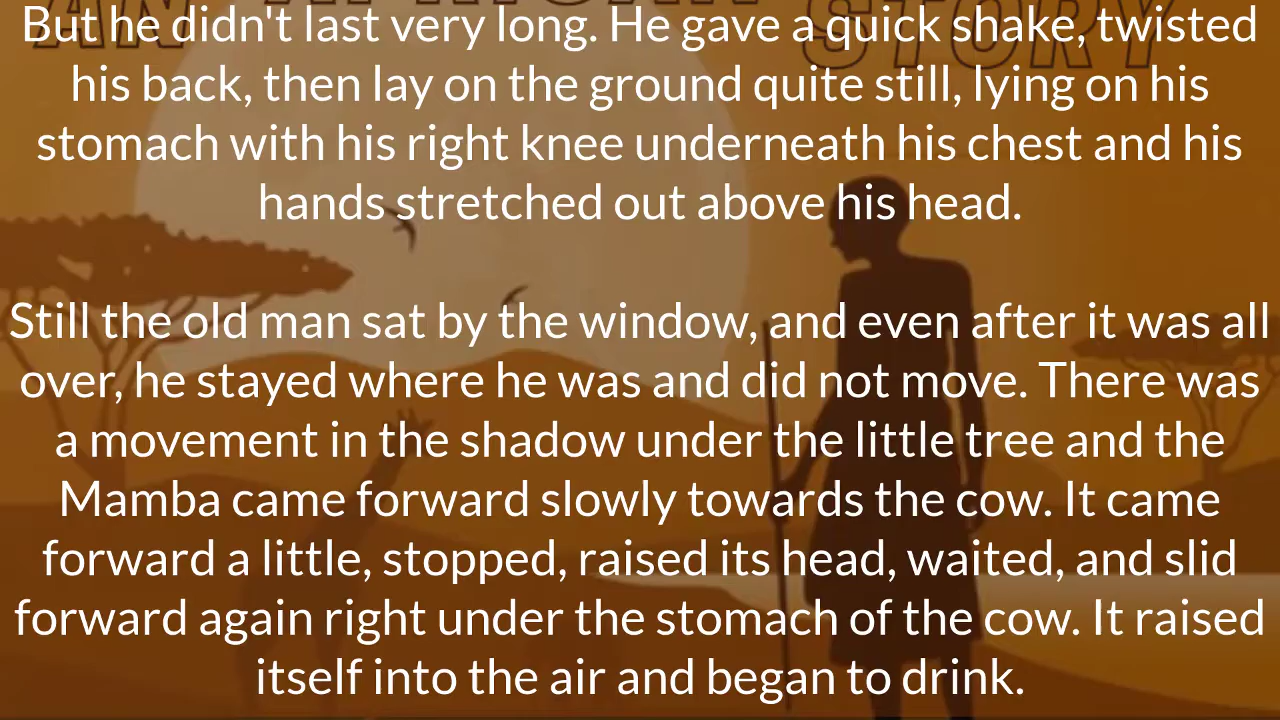 AN AFRICAN STORY
But he didn't last very long. He gave a quick shake, twisted
his back, then lay on the ground quite still, lying on his
stomach with his right knee underneath his chest and his
hands stretched out above his head.
Still the old man sat by the window, and even after it was all
over, he stayed where he was and did not move. There was
a movement in the shadow under the little tree and the
Mamba came forward slowly towards the cow. It came
forward a little, stopped, raised its head, waited, and slid
forward again right under the stomach of the cow. It raised
itself into the air and began to drink.